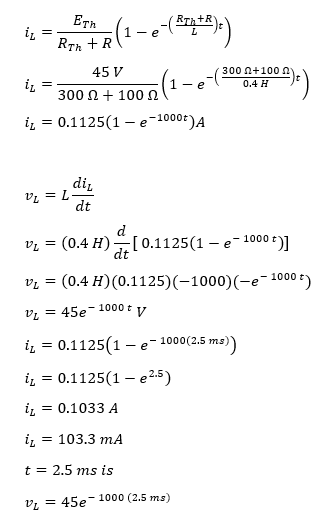 i_L = E_Th / (R_Th + R) (1 − e^−((R_Th+R)/L)t)
i_L = 45 V / (300 Ω + 100 Ω) (1 − e^−((300 Ω+100 Ω)/0.4 H)t)
i_L = 0.1125(1 − e^−1000t)A
v_L = L di_L/dt
v_L = (0.4 H) d/dt [ 0.1125(1 − e^− 1000 t)]
v_L = (0.4 H)(0.1125)(−1000)(−e^− 1000 t)
v_L = 45e^− 1000 t V
i_L = 0.1125(1 − e^− 1000(2.5 ms))
i_L = 0.1125(1 − e^2.5)
i_L = 0.1033 A
i_L = 103.3 mA
t = 2.5 ms is
v_L = 45e^− 1000 (2.5 ms)